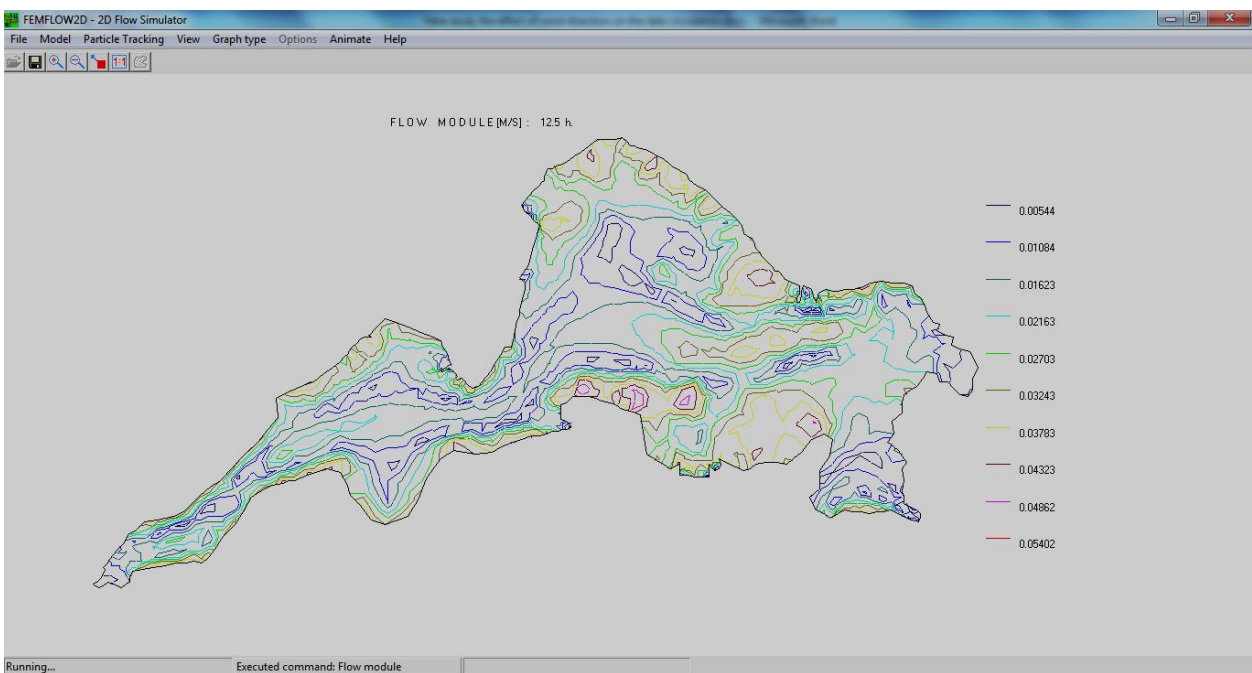 FEMFLOW2D - 2D Flow Simulator
File Model Particle Tracking View Graph type Options Animate Help
1:1
FLOW MODULE[M/S] : 12.5 h.
0.00544
0.01084
0.01623
0.02163
0.02703
0.03243
0.03783
0.04323
0.04862
0.05402
Running... Executed command: Flow module